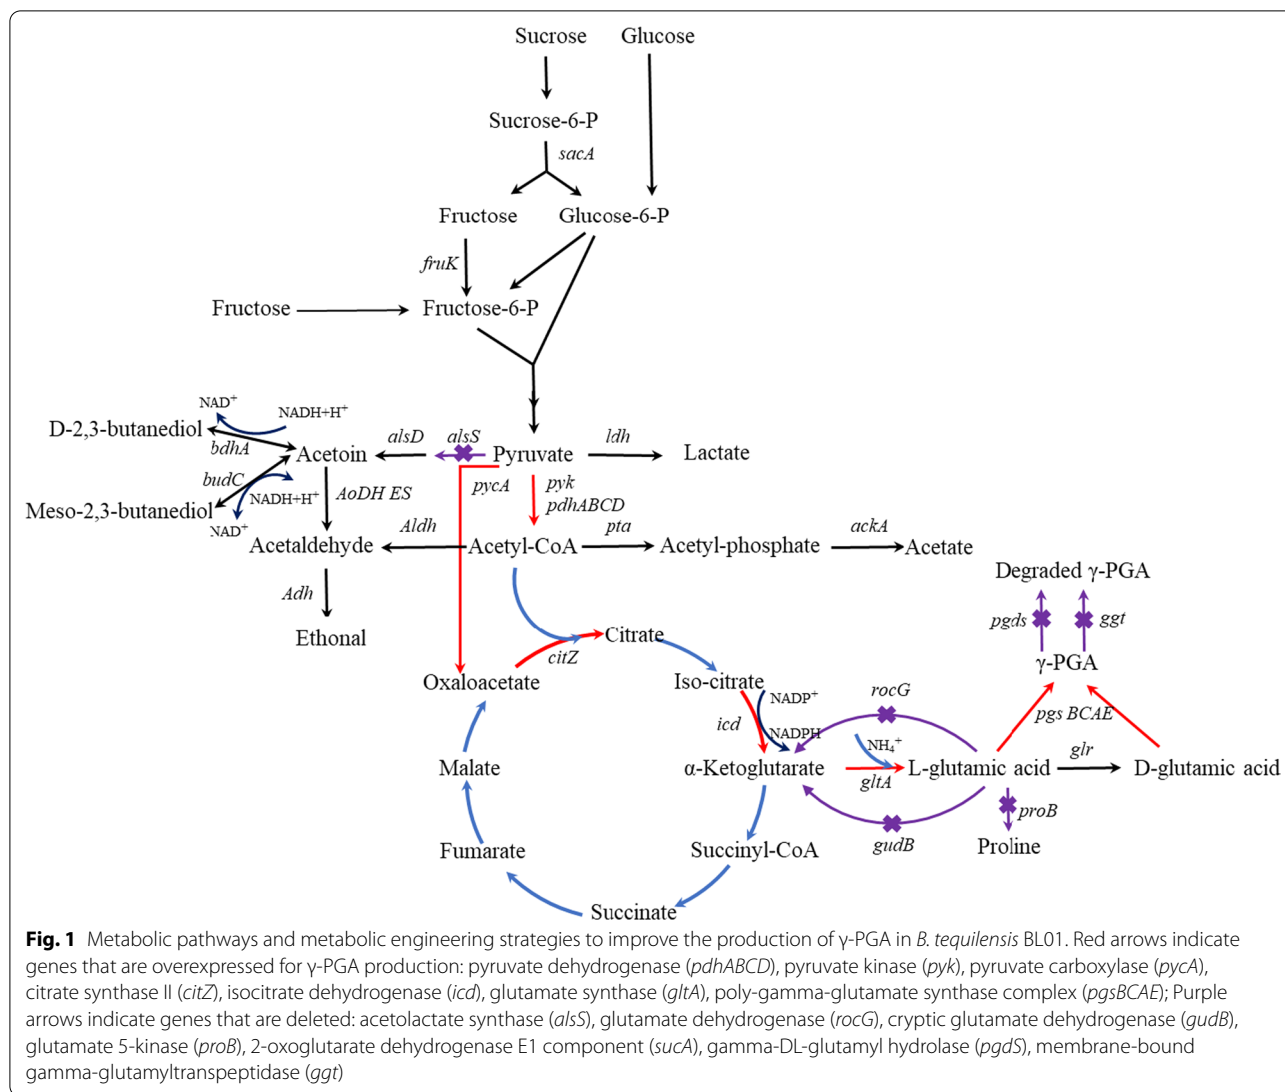 Sucrose Glucose
Sucrose-6-P
sacA
Fructose Glucose-6-P
fruK
Fructose Fructose-6-P
NAD+ NADH+H+
D-2,3-butanediol
bdhA Acetoin alsD alsS Pyruvate ldh Lactate
budC NADH+H+ AoDH ES pycA pyk
pdhABCD
Meso-2,3-butanediol
NAD+
Acetaldehyde Aldh Acetyl-CoA pta Acetyl-phosphate ackA Acetate
Adh
Ethonal
Degraded γ-PGA
pgds ggt
γ-PGA
pgs BCAE
Citrate
citZ
Oxaloacetate Iso-citrate
NADP+
icd
NADPH
rocG
NH4+
Malate α-Ketoglutarate gltA L-glutamic acid glr D-glutamic acid
proB
Fumarate Succinyl-CoA gudB Proline
Succinate
Fig. 1 Metabolic pathways and metabolic engineering strategies to improve the production of γ-PGA in B. tequilensis BL01. Red arrows indicate
genes that are overexpressed for γ-PGA production: pyruvate dehydrogenase (pdhABCD), pyruvate kinase (pyk), pyruvate carboxylase (pycA),
citrate synthase II (citZ), isocitrate dehydrogenase (icd), glutamate synthase (gltA), poly-gamma-glutamate synthase complex (pgsBCAE); Purple
arrows indicate genes that are deleted: acetolactate synthase (alsS), glutamate dehydrogenase (rocG), cryptic glutamate dehydrogenase (gudB),
glutamate 5-kinase (proB), 2-oxoglutarate dehydrogenase E1 component (sucA), gamma-DL-glutamyl hydrolase (pgdS), membrane-bound
gamma-glutamyltranspeptidase (ggt)